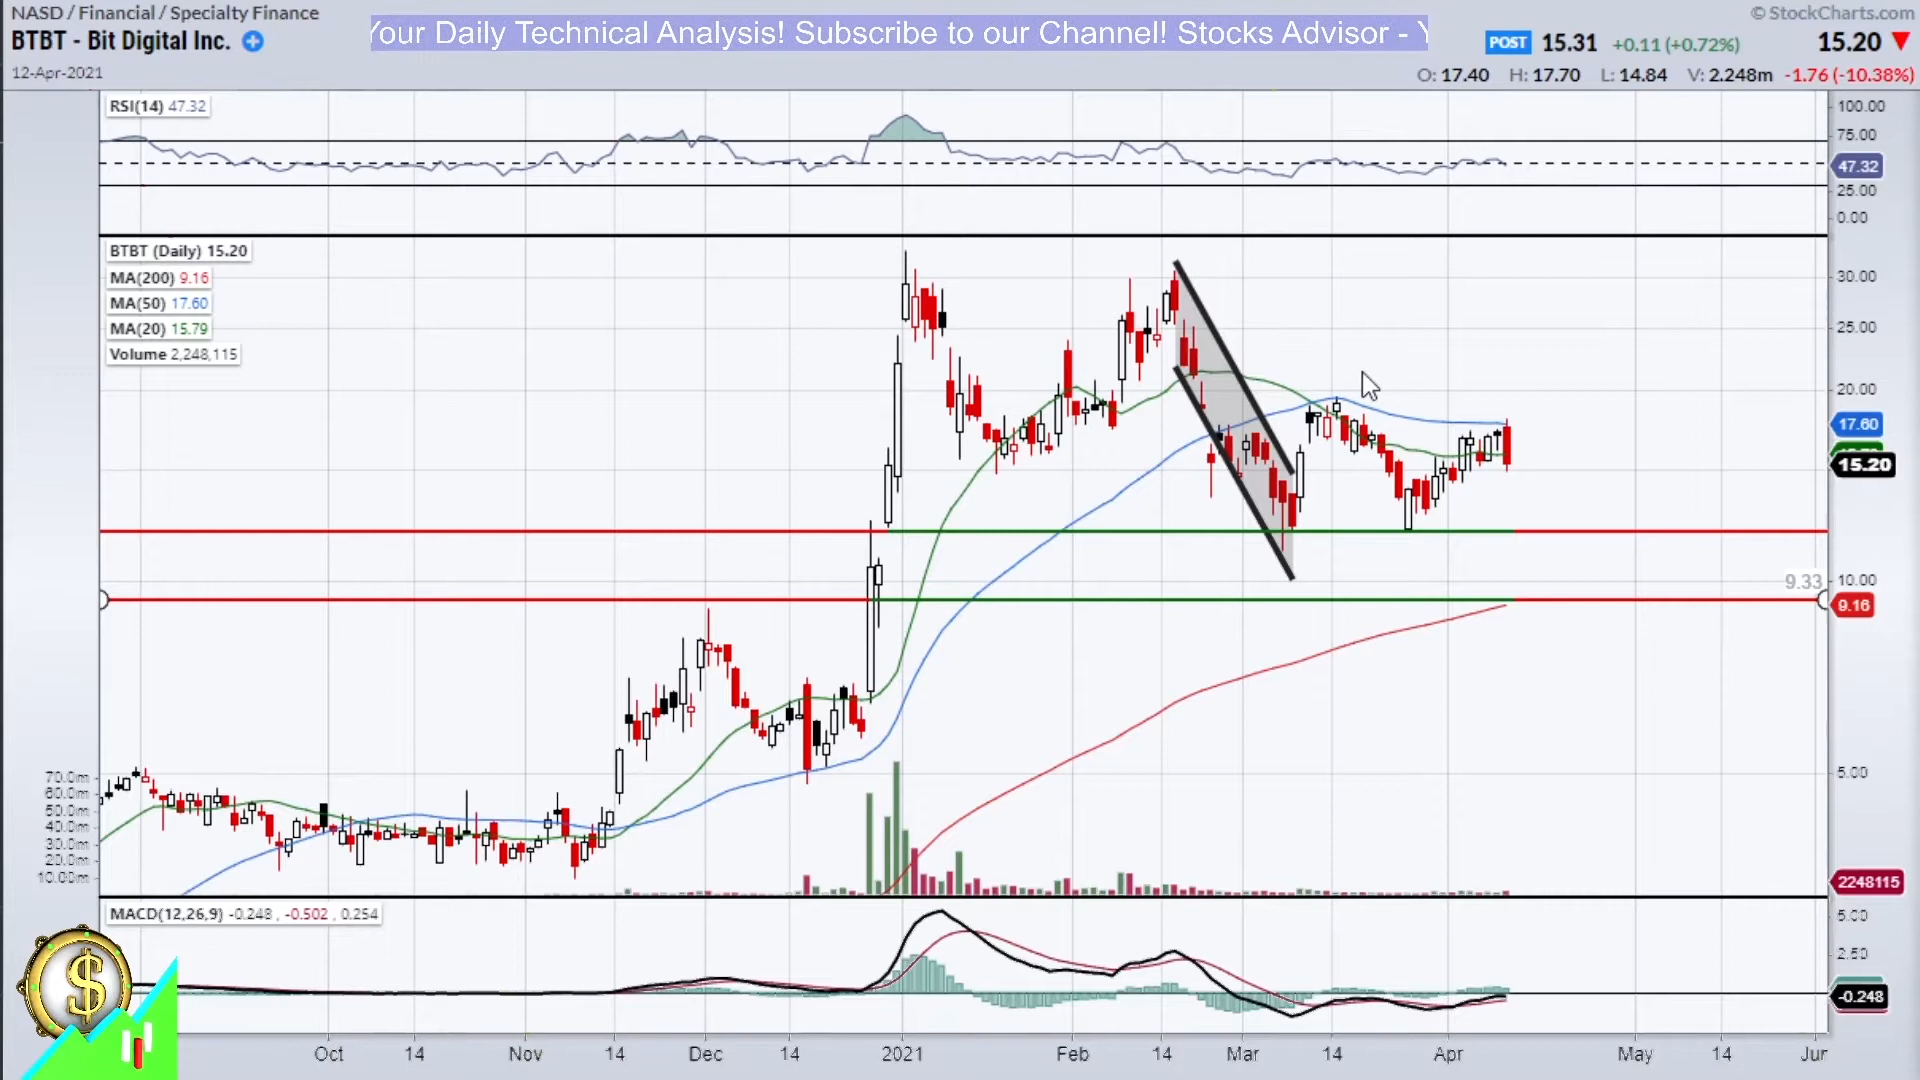 NASD / Financial / Specialty Finance
BTBT - Bit Digital Inc.
12-Apr-2021
Your Daily Technical Analysis! Subscribe to our Channel! Stocks Advisor -
© StockCharts.com
POST 15.31 +0.11 (+0.72%) 15.20
O: 17.40 H: 17.70 L: 14.84 V: 2.248m -1.76 (-10.38%)
RSI(14) 47.32
100.00
75.00
47.32
25.00
0.00
BTBT (Daily) 15.20
MA(200) 9.16
MA(50) 17.60
MA(20) 15.79
Volume 2,248,115
30.00
25.00
20.00
17.60
15.20
10.00
9.33
9.16
5.00
70.0m
60.0m
50.0m
40.0m
30.0m
20.0m
10.00m
2248115
MACD(12,26,9) -0.248 , -0.502 , 0.254
5.00
2.50
-0.248
$
Oct 14 Nov 14 Dec 14 2021 Feb 14 Mar 14 Apr May 14 Jun